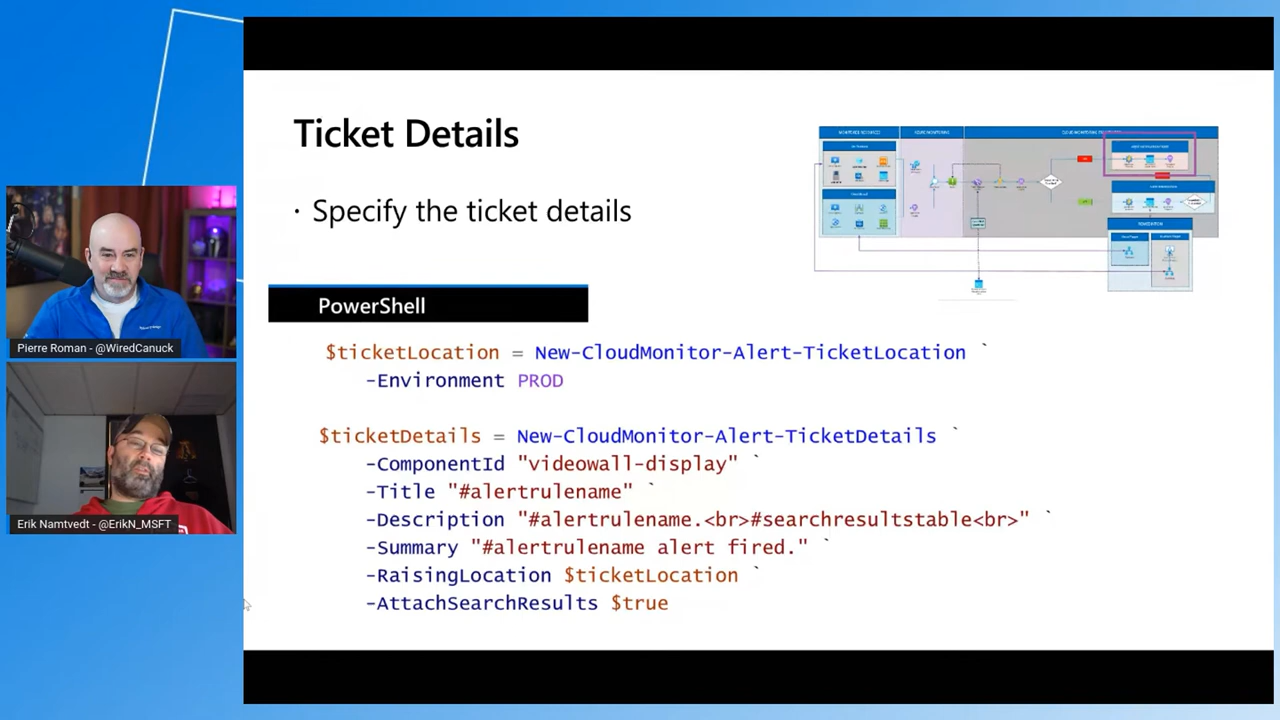 Ticket Details
· Specify the ticket details
PowerShell
$ticketLocation = New-CloudMonitor-Alert-TicketLocation `
-Environment PROD
$ticketDetails = New-CloudMonitor-Alert-TicketDetails `
-ComponentId "videowall-display" `
-Title "#alertrulename" `
-Description "#alertrulename.<br>#searchresultstable<br>" `
-Summary "#alertrulename alert fired." `
-RaisingLocation $ticketLocation `
-AttachSearchResults $true
Pierre Roman - @WiredCanuck
Erik Namtvedt - @ErikN_MSFT